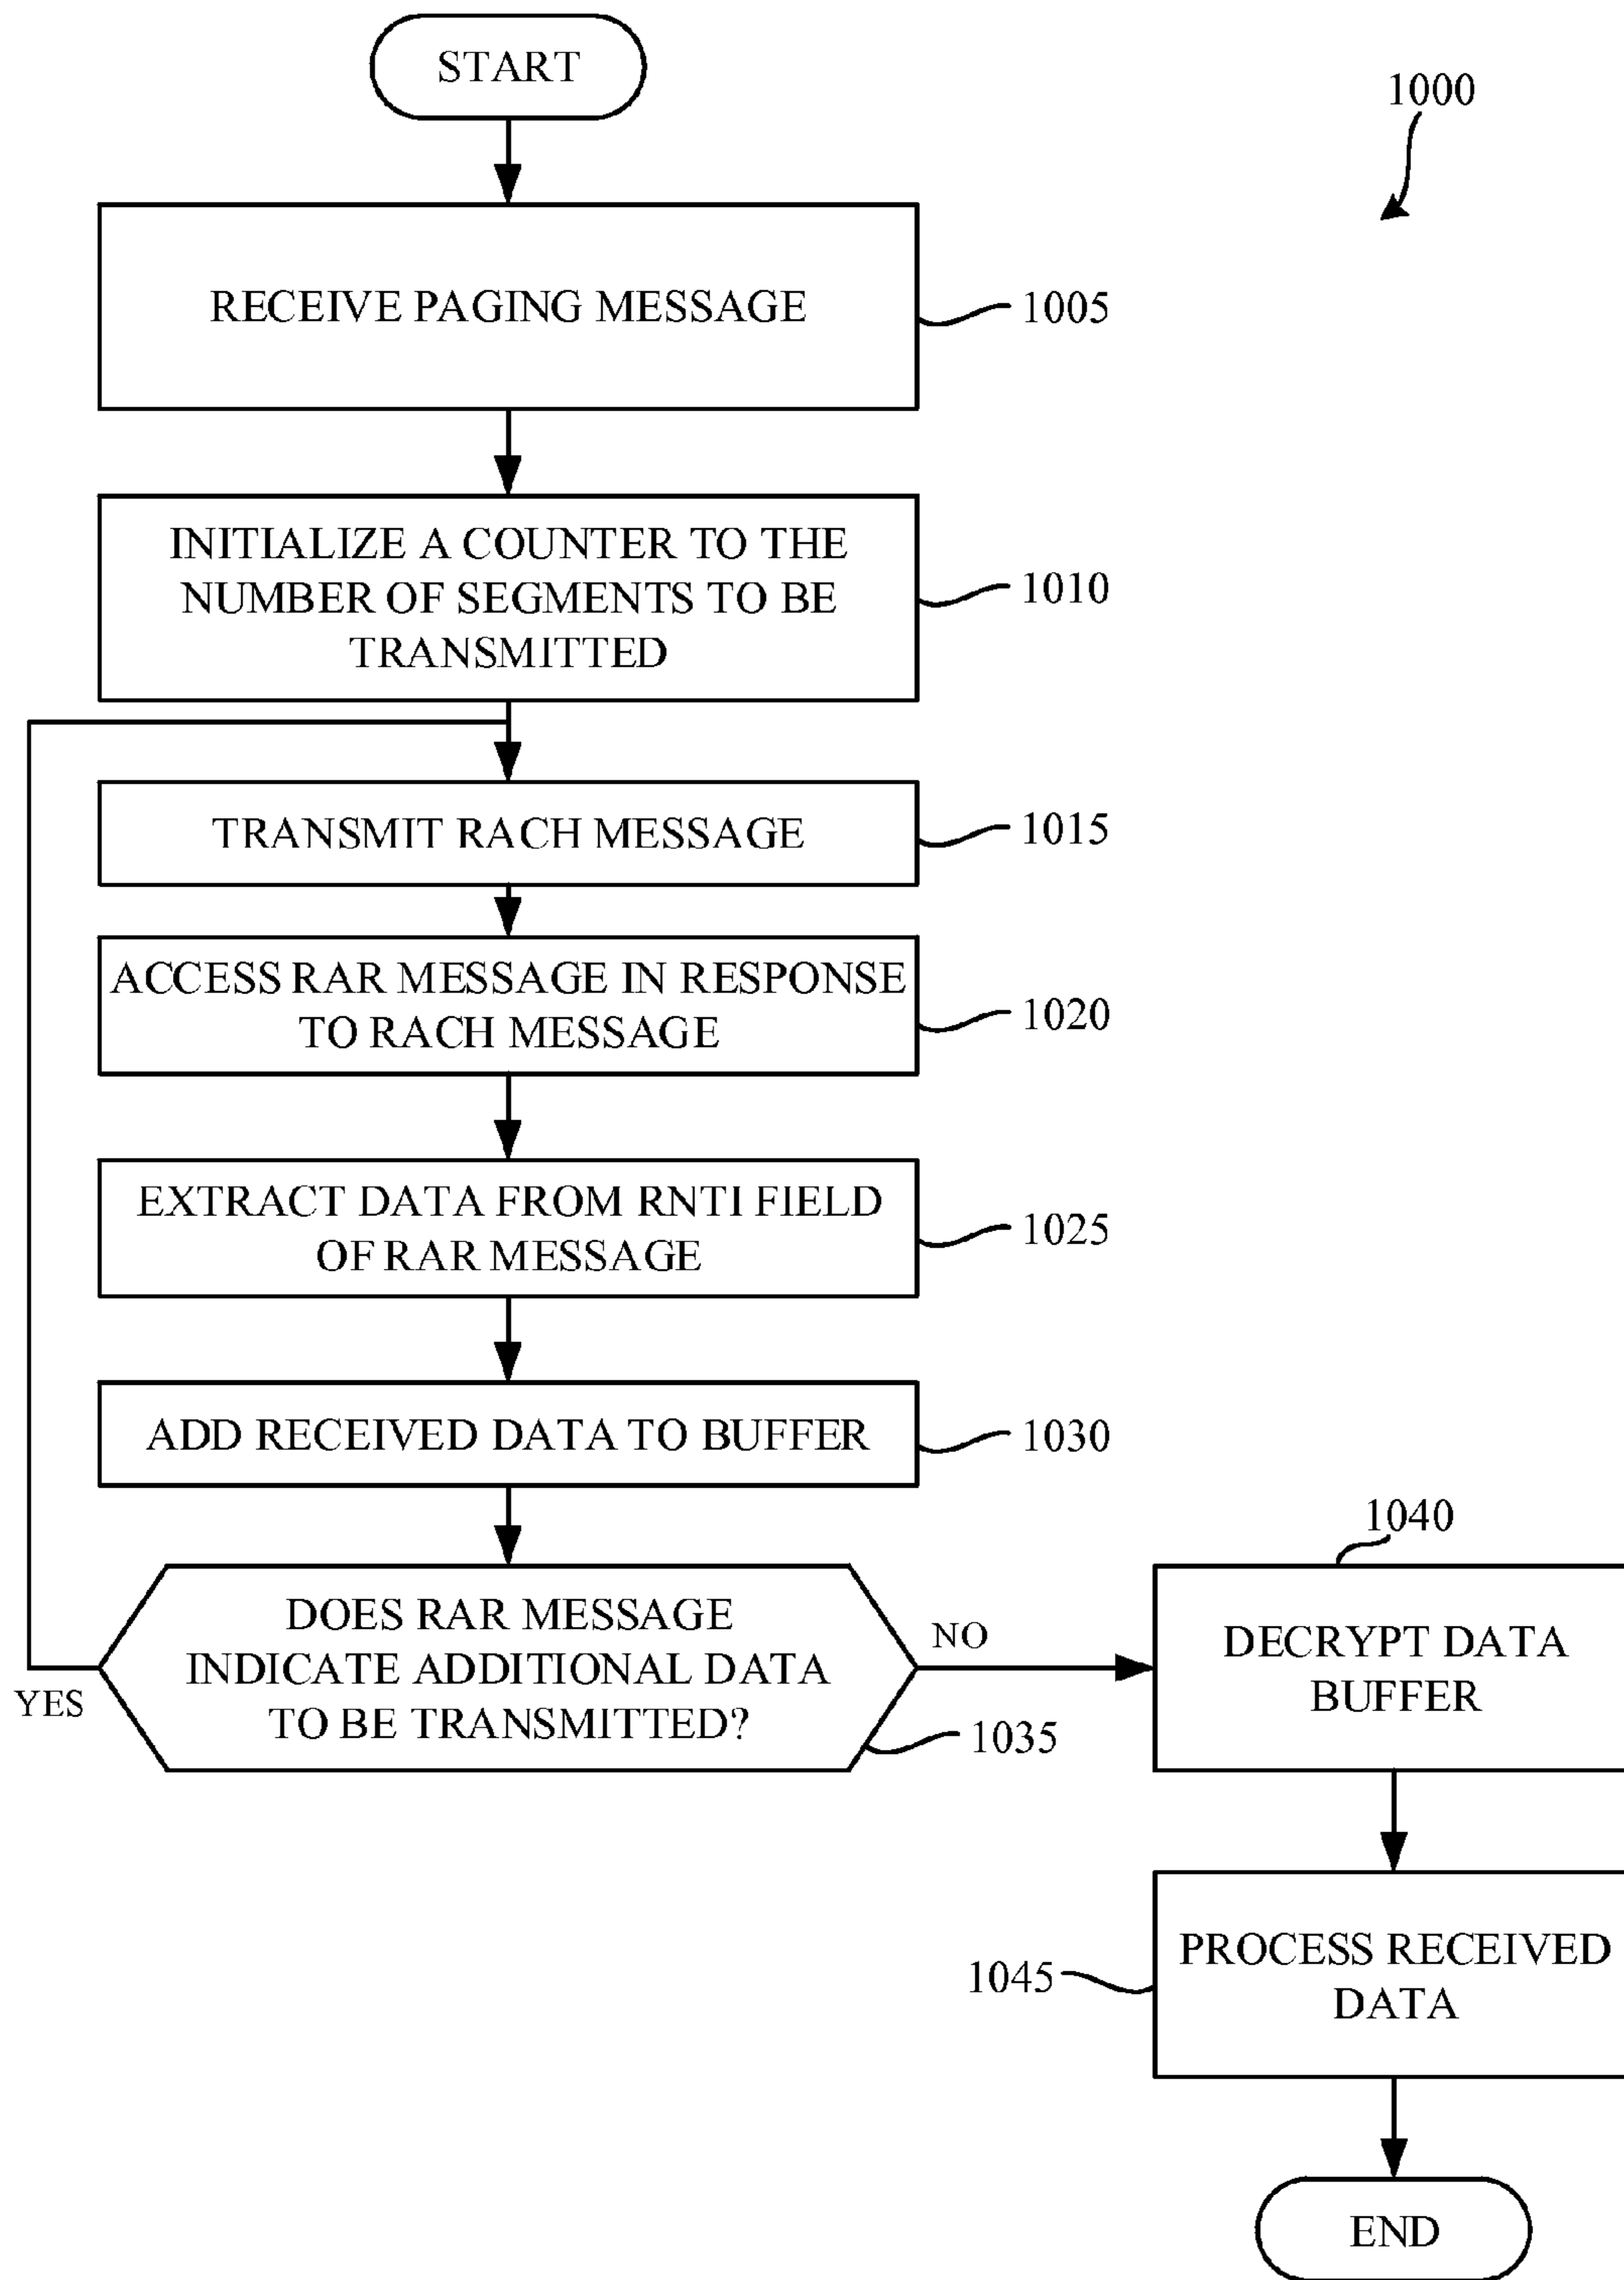 START
1000
RECEIVE PAGING MESSAGE
1005
INITIALIZE A COUNTER TO THE
NUMBER OF SEGMENTS TO BE
TRANSMITTED
1010
TRANSMIT RACH MESSAGE
1015
ACCESS RAR MESSAGE IN RESPONSE
TO RACH MESSAGE
1020
EXTRACT DATA FROM RNTI FIELD
OF RAR MESSAGE
1025
ADD RECEIVED DATA TO BUFFER
1030
DOES RAR MESSAGE
INDICATE ADDITIONAL DATA
TO BE TRANSMITTED?
1035
YES
NO
1040
DECRYPT DATA
BUFFER
PROCESS RECEIVED
DATA
1045
END